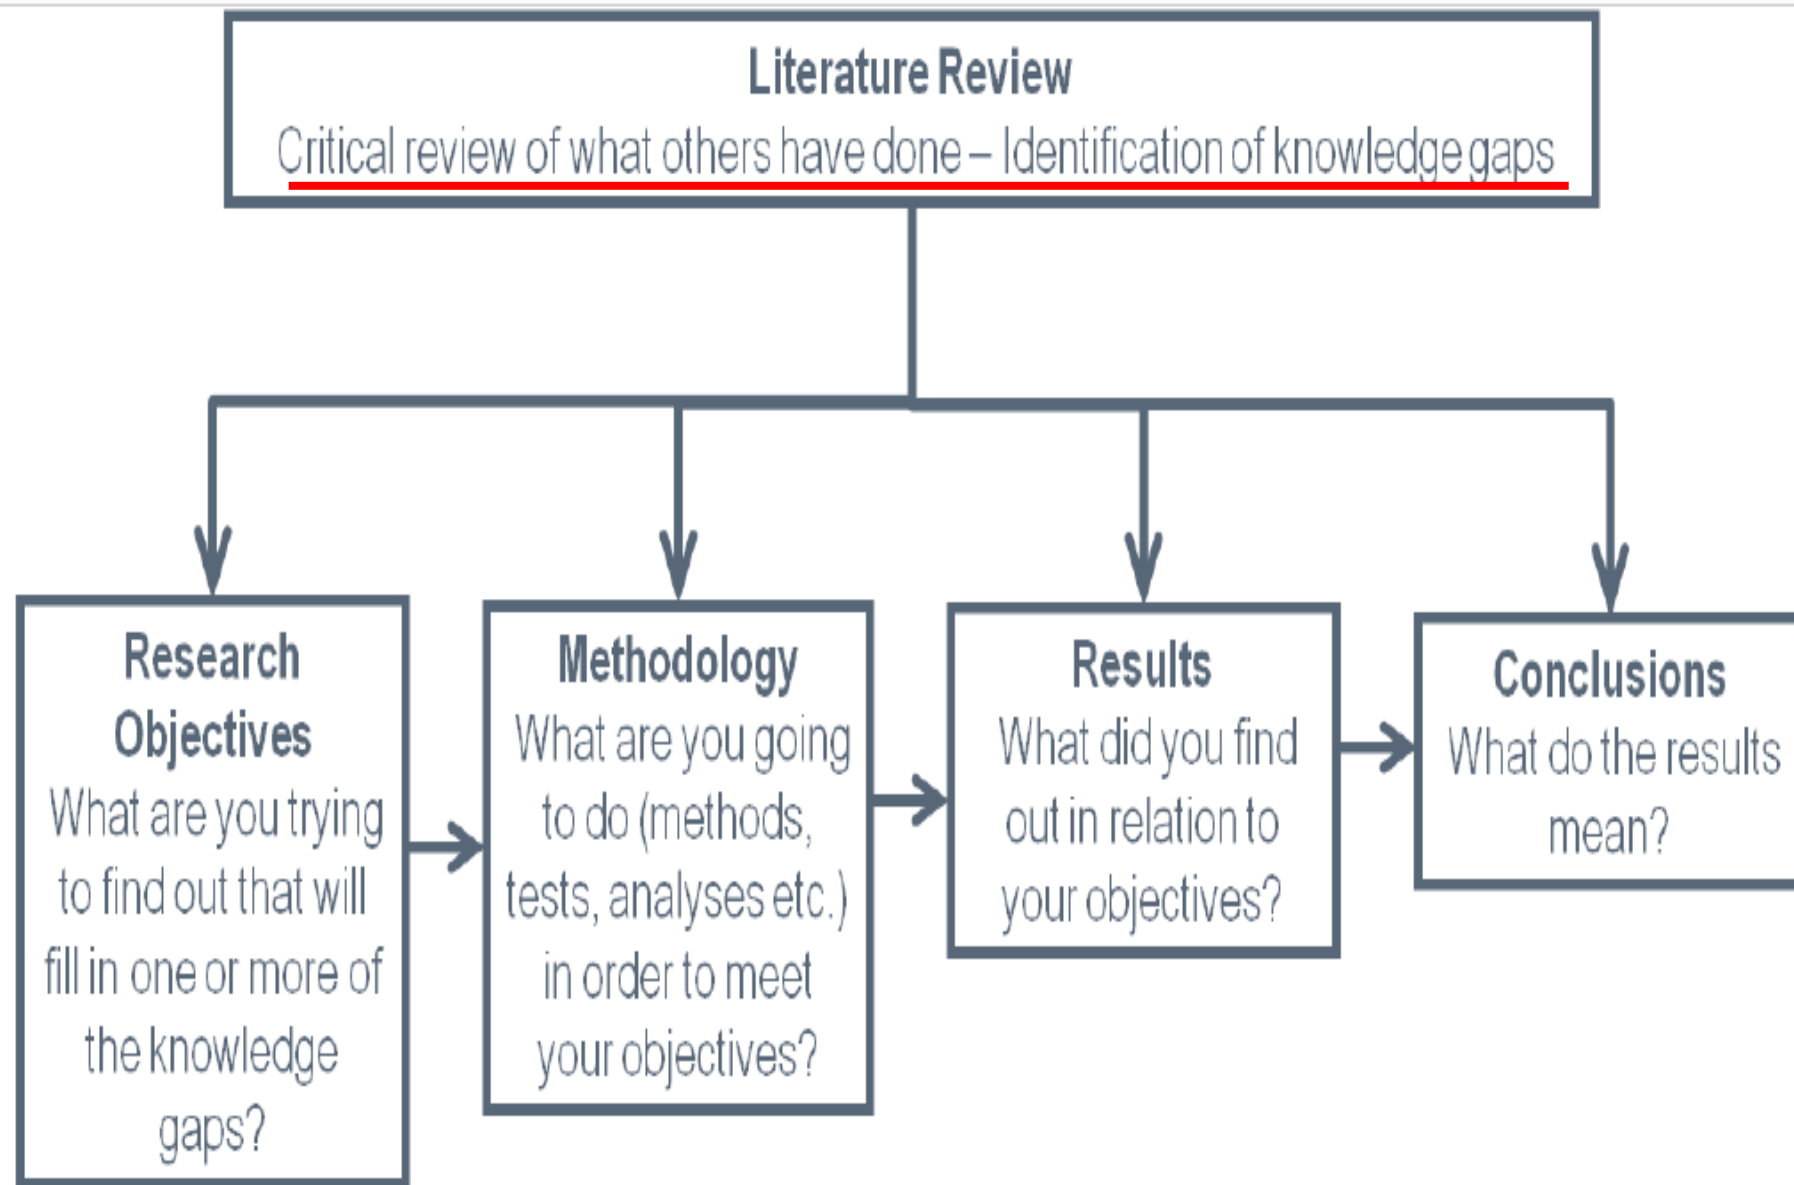 Literature Review
Critical review of what others have done – Identification of knowledge gaps
Research
Objectives
What are you trying
to find out that will
fill in one or more of
the knowledge
gaps?
Methodology
What are you going
to do (methods,
tests, analyses etc.)
in order to meet
your objectives?
Results
What did you find
out in relation to
your objectives?
Conclusions
What do the results
mean?